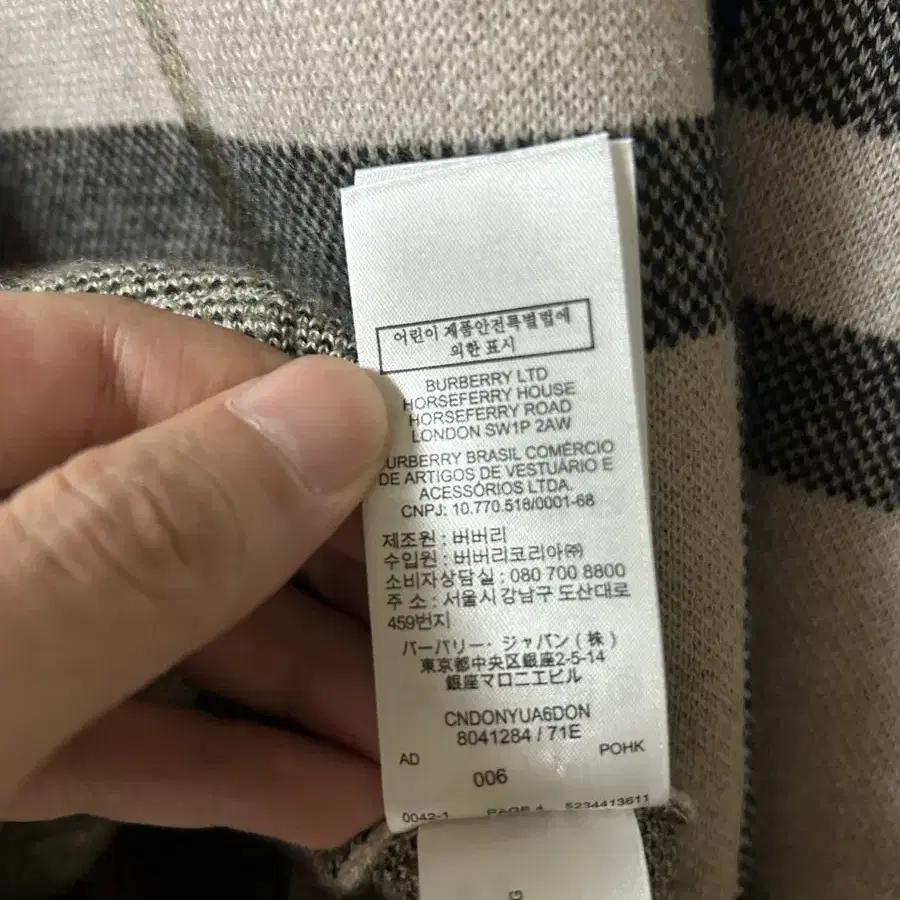 어린이 제품안전특별법에
의한 표시
BURBERRY LTD
HORSEFERRY HOUSE
HORSEFERRY ROAD
LONDON SW1P 2AW
URBERRY BRASIL COMÉRCIO
DE ARTIGOS DE VESTUÁRIO E
ACESSÓRIOS LTDA.
CNPJ: 10.770.518/0001-68
제조원 : 버버리
수입원 : 버버리코리아㈜
소비자상담실 : 080 700 8800
주 소 : 서울시 강남구 도산대로
459번지
バーバリー・ジャパン(株)
東京都中央区銀座2-5-14
銀座マロニエビル
CNDONYUA6DON
8041284 / 71E
AD POHK
006
0042-1 PAGE 4 5234413611
G